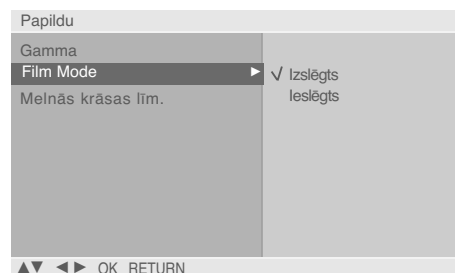 Papildu
Gamma
Film Mode ► √ Izslēgts
Ieslēgts
Melnās krāsas līm.
▲▼ ◄► OK RETURN